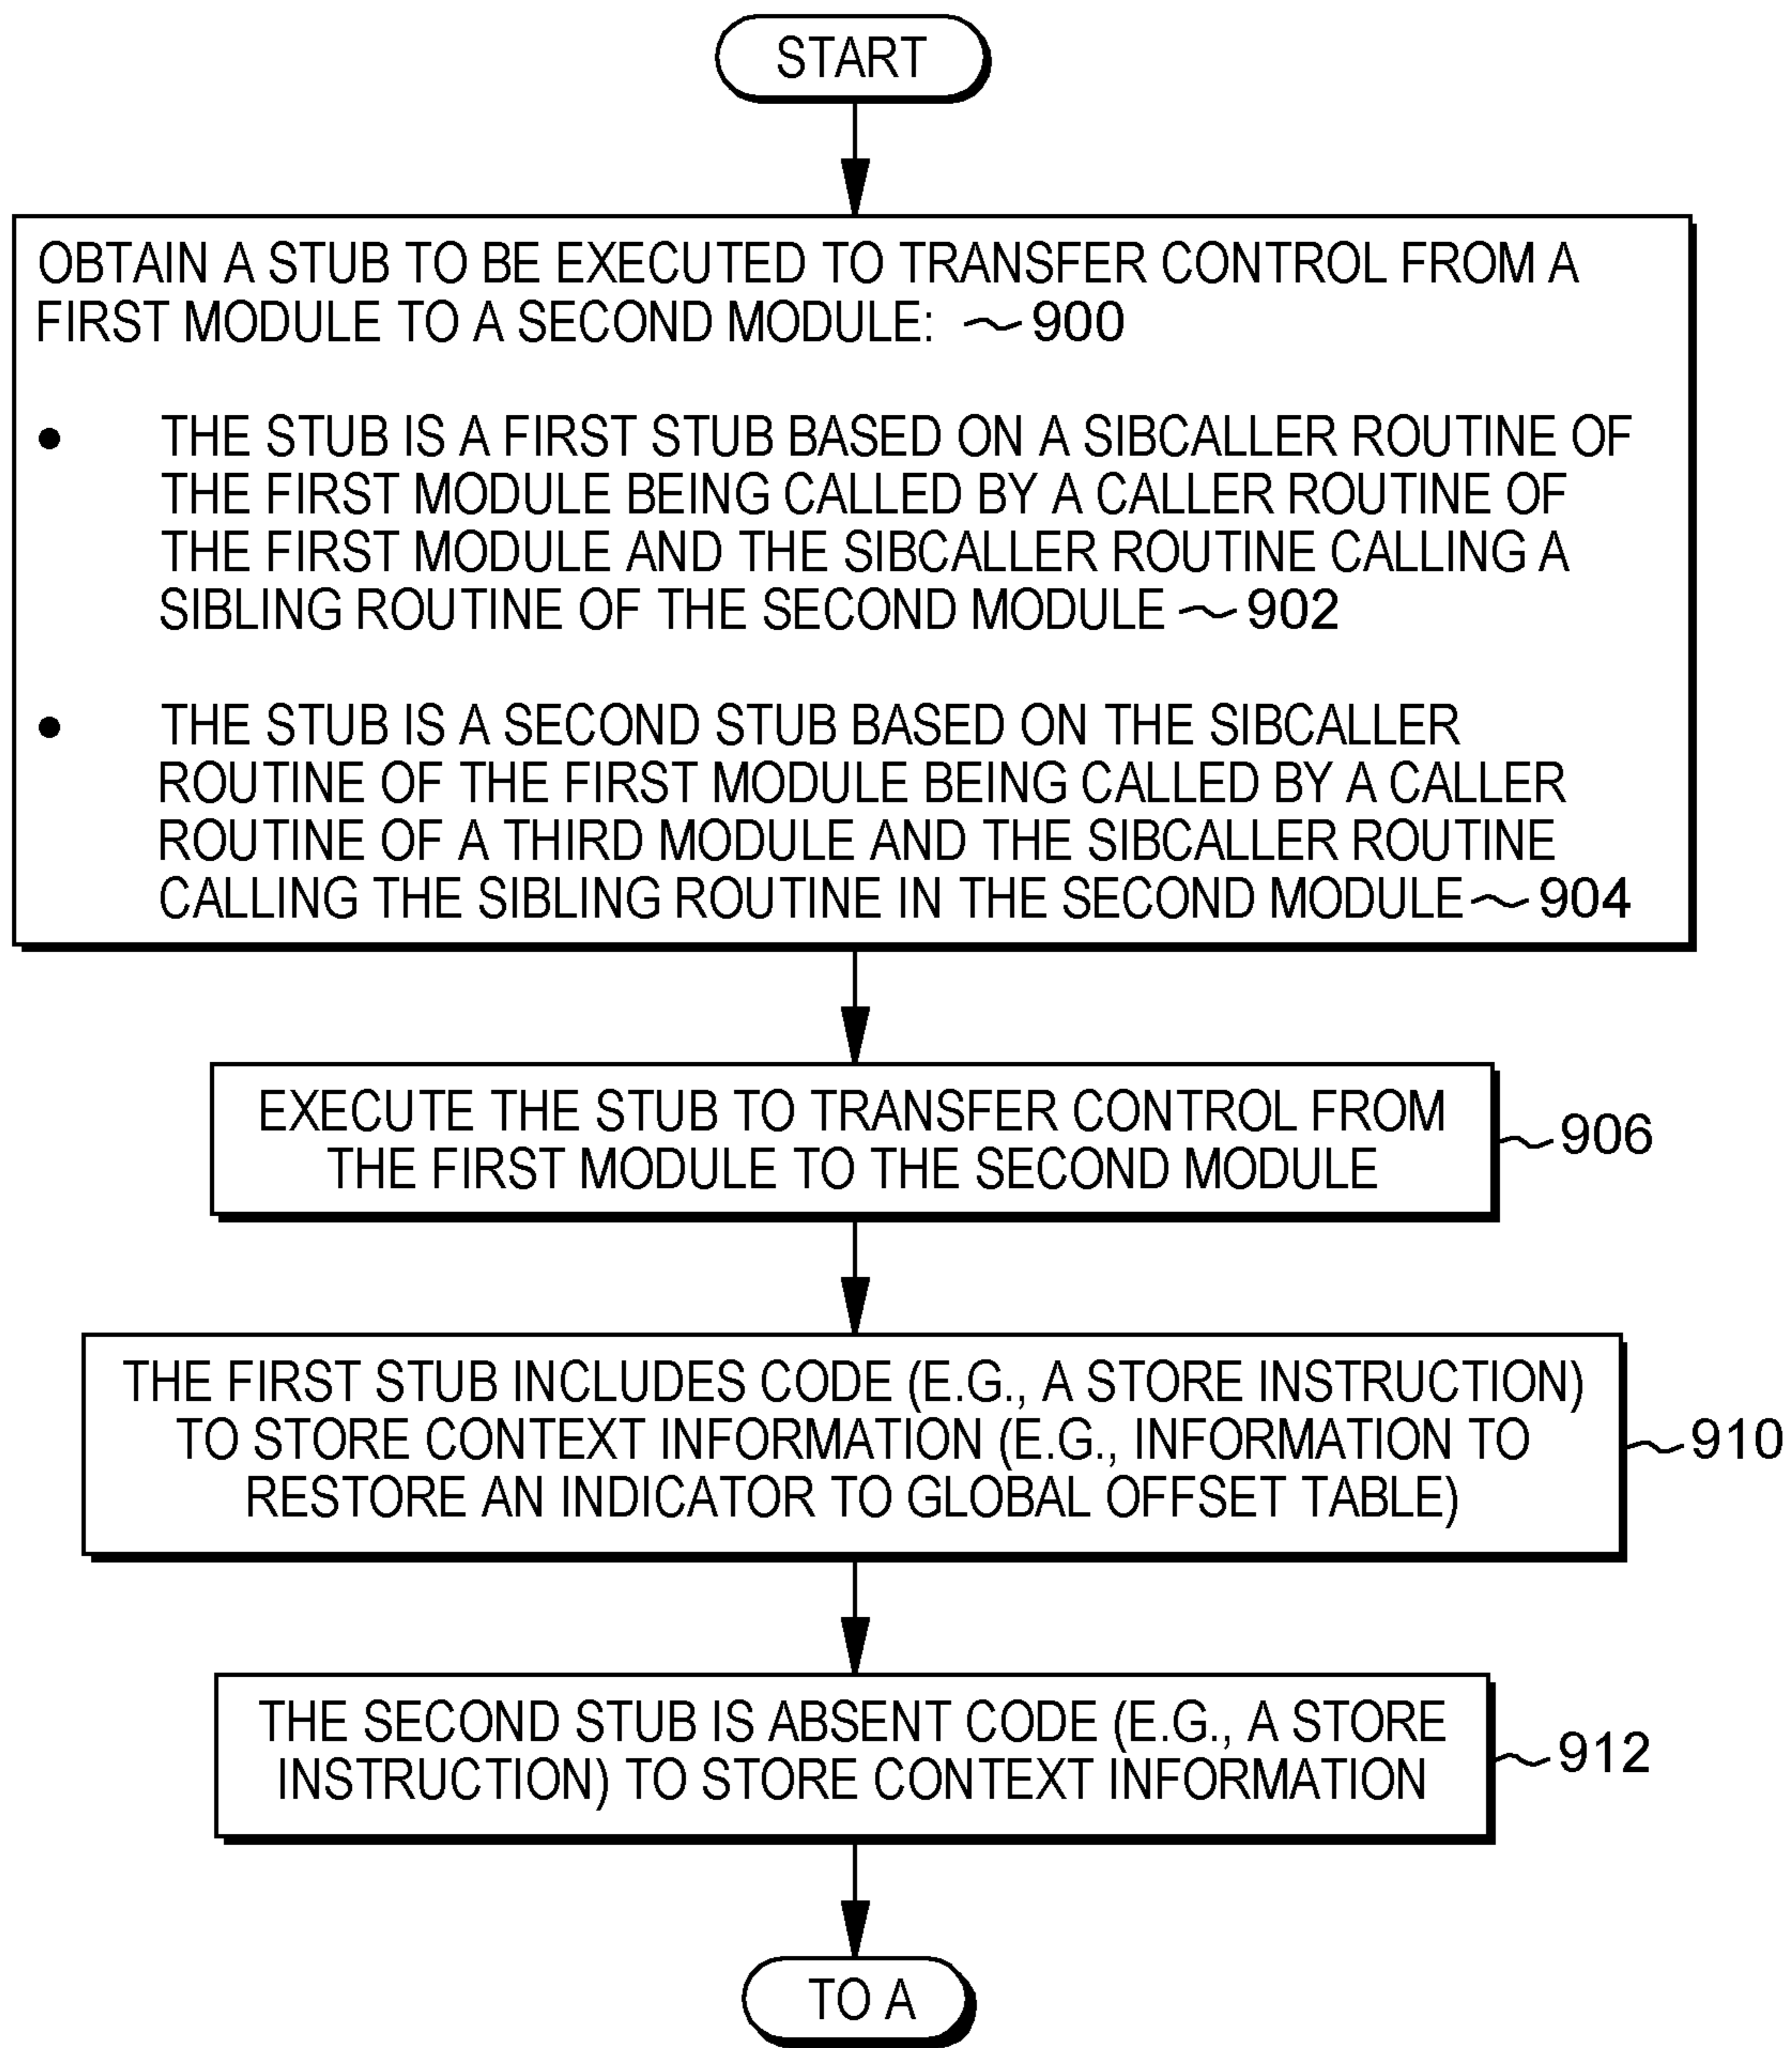 START
OBTAIN A STUB TO BE EXECUTED TO TRANSFER CONTROL FROM A
FIRST MODULE TO A SECOND MODULE: 900
• THE STUB IS A FIRST STUB BASED ON A SIBCALLER ROUTINE OF
THE FIRST MODULE BEING CALLED BY A CALLER ROUTINE OF
THE FIRST MODULE AND THE SIBCALLER ROUTINE CALLING A
SIBLING ROUTINE OF THE SECOND MODULE 902
• THE STUB IS A SECOND STUB BASED ON THE SIBCALLER
ROUTINE OF THE FIRST MODULE BEING CALLED BY A CALLER
ROUTINE OF A THIRD MODULE AND THE SIBCALLER ROUTINE
CALLING THE SIBLING ROUTINE IN THE SECOND MODULE 904
EXECUTE THE STUB TO TRANSFER CONTROL FROM
THE FIRST MODULE TO THE SECOND MODULE
906
THE FIRST STUB INCLUDES CODE (E.G., A STORE INSTRUCTION)
TO STORE CONTEXT INFORMATION (E.G., INFORMATION TO
RESTORE AN INDICATOR TO GLOBAL OFFSET TABLE)
910
THE SECOND STUB IS ABSENT CODE (E.G., A STORE
INSTRUCTION) TO STORE CONTEXT INFORMATION
912
TO A